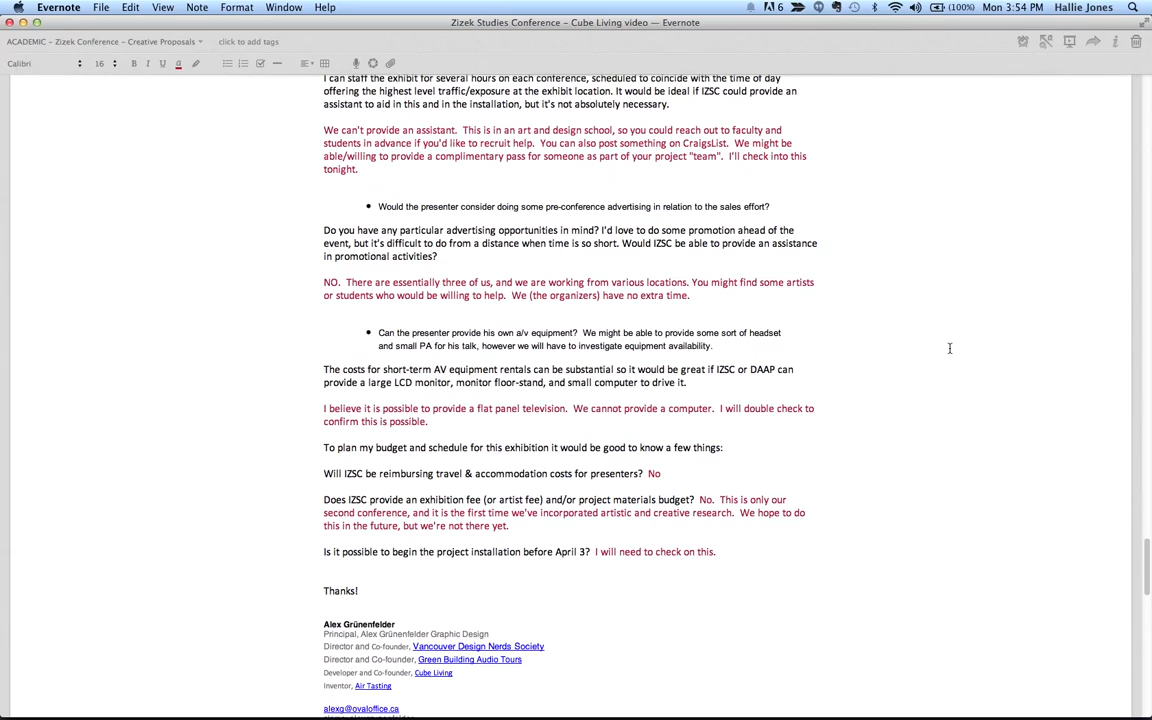 Evernote File Edit View Note Format Window Help 6 (100%) Mon 3:54 PM Hallie Jones
Zizek Studies Conference – Cube Living video — Evernote
ACADEMIC – Zizek Conference – Creative Proposals click to add tags
Calibri 16 B I U a
I can staff the exhibit for several hours on each conference, scheduled to coincide with the time of day
offering the highest level traffic/exposure at the exhibit location. It would be ideal if IZSC could provide an
assistant to aid in this and in the installation, but it's not absolutely necessary.
We can't provide an assistant. This is in an art and design school, so you could reach out to faculty and
students in advance if you'd like to recruit help. You can also post something on CraigsList. We might be
able/willing to provide a complimentary pass for someone as part of your project "team". I'll check into this
tonight.
• Would the presenter consider doing some pre-conference advertising in relation to the sales effort?
Do you have any particular advertising opportunities in mind? I'd love to do some promotion ahead of the
event, but it's difficult to do from a distance when time is so short. Would IZSC be able to provide an assistance
in promotional activities?
NO. There are essentially three of us, and we are working from various locations. You might find some artists
or students who would be willing to help. We (the organizers) have no extra time.
• Can the presenter provide his own a/v equipment? We might be able to provide some sort of headset
and small PA for his talk, however we will have to investigate equipment availability.
The costs for short-term AV equipment rentals can be substantial so it would be great if IZSC or DAAP can
provide a large LCD monitor, monitor floor-stand, and small computer to drive it.
I believe it is possible to provide a flat panel television. We cannot provide a computer. I will double check to
confirm this is possible.
To plan my budget and schedule for this exhibition it would be good to know a few things:
Will IZSC be reimbursing travel & accommodation costs for presenters? No
Does IZSC provide an exhibition fee (or artist fee) and/or project materials budget? No. This is only our
second conference, and it is the first time we've incorporated artistic and creative research. We hope to do
this in the future, but we're not there yet.
Is it possible to begin the project installation before April 3? I will need to check on this.
Thanks!
Alex Grünenfelder
Principal, Alex Grünenfelder Graphic Design
Director and Co-founder, Vancouver Design Nerds Society
Director and Co-founder, Green Building Audio Tours
Developer and Co-founder, Cube Living
Inventor, Air Tasting
alexg@ovaloffice.ca